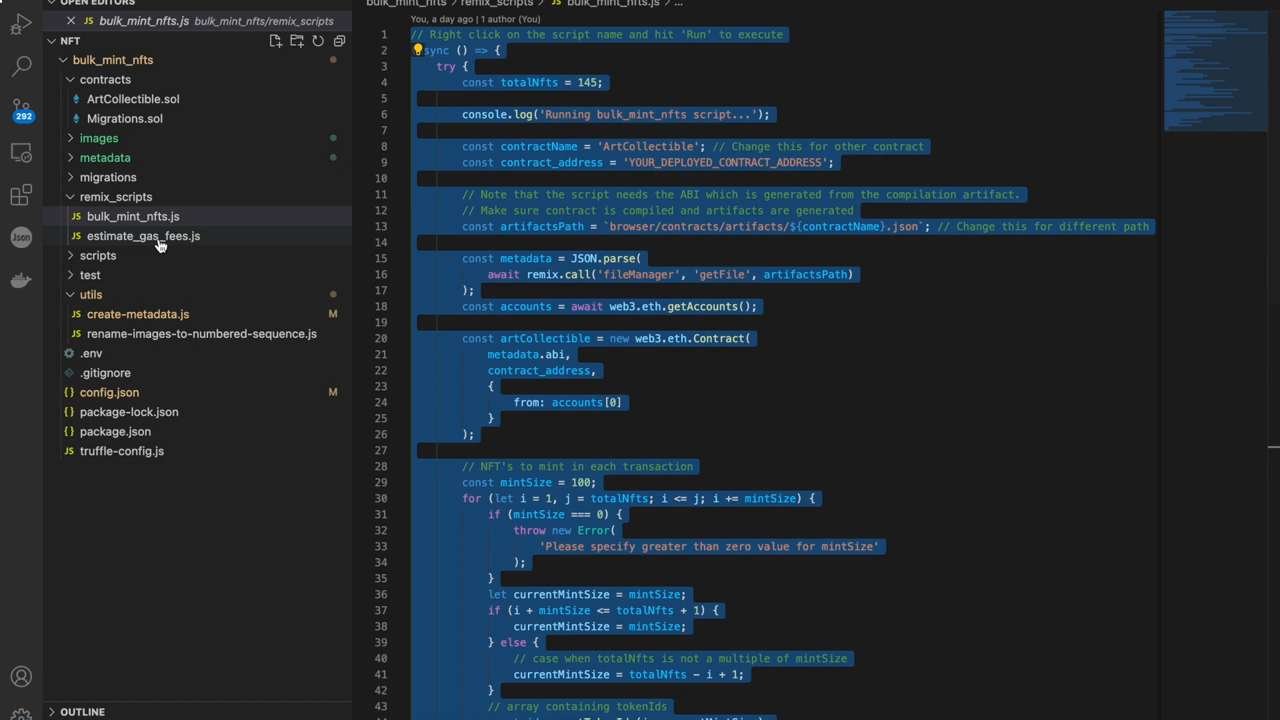 OPEN EDITORS
bulk_mint_nfts.js bulk_mint_nfts/remix_scripts
NFT
bulk_mint_nfts
contracts
ArtCollectible.sol
Migrations.sol
images
metadata
migrations
remix_scripts
JS bulk_mint_nfts.js
JS estimate_gas_fees.js
scripts
test
utils
JS create-metadata.js M
JS rename-images-to-numbered-sequence.js
.env
.gitignore
{} config.json M
{} package-lock.json
{} package.json
JS truffle-config.js
OUTLINE
292
Json
bulk_mint_nfts > remix_scripts > JS bulk_mint_nfts.js > ...
You, a day ago | 1 author (You)
1 // Right click on the script name and hit 'Run' to execute
2 sync () => {
3 try {
4 const totalNfts = 145;
5
6 console.log('Running bulk_mint_nfts script...');
7
8 const contractName = 'ArtCollectible'; // Change this for other contract
9 const contract_address = 'YOUR_DEPLOYED_CONTRACT_ADDRESS';
10
11 // Note that the script needs the ABI which is generated from the compilation artifact.
12 // Make sure contract is compiled and artifacts are generated
13 const artifactsPath = `browser/contracts/artifacts/${contractName}.json`; // Change this for different path
14
15 const metadata = JSON.parse(
16 await remix.call('fileManager', 'getFile', artifactsPath)
17 );
18 const accounts = await web3.eth.getAccounts();
19
20 const artCollectible = new web3.eth.Contract(
21 metadata.abi,
22 contract_address,
23 {
24 from: accounts[0]
25 }
26 );
27
28 // NFT's to mint in each transaction
29 const mintSize = 100;
30 for (let i = 1, j = totalNfts; i <= j; i += mintSize) {
31 if (mintSize === 0) {
32 throw new Error(
33 'Please specify greater than zero value for mintSize'
34 );
35 }
36 let currentMintSize = mintSize;
37 if (i + mintSize <= totalNfts + 1) {
38 currentMintSize = mintSize;
39 } else {
40 // case when totalNfts is not a multiple of mintSize
41 currentMintSize = totalNfts - i + 1;
42 }
43 // array containing tokenIds